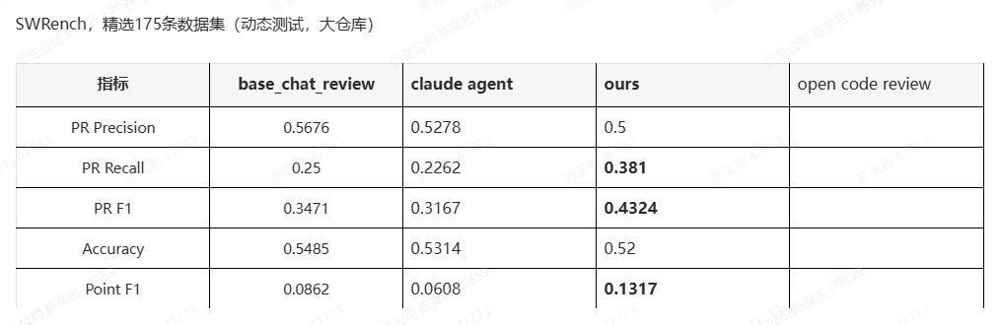 SWRench，精选175条数据集（动态测试，大仓库）
指标 base_chat_review claude agent ours open code review
PR Precision 0.5676 0.5278 0.5
PR Recall 0.25 0.2262 0.381
PR F1 0.3471 0.3167 0.4324
Accuracy 0.5485 0.5314 0.52
Point F1 0.0862 0.0608 0.1317